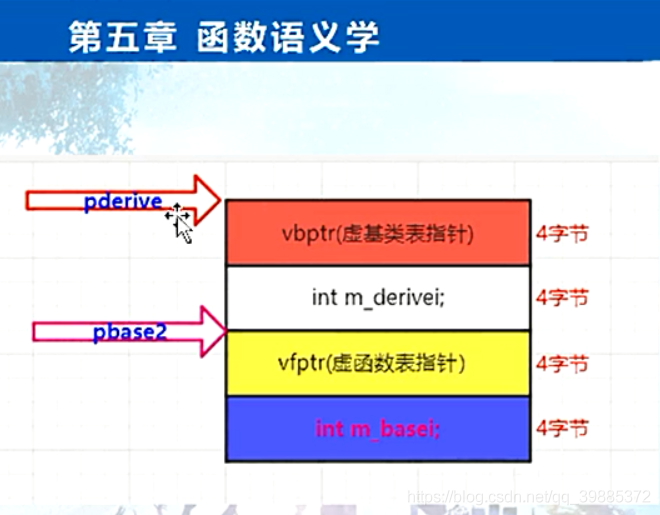 第五章 函数语义学
pderive
vbptr(虚基类表指针)
4字节
int m_derivei;
4字节
pbase2
vfptr(虚函数表指针)
4字节
int m_basei;
4字节
https://blog.csdn.net/qq_39885372